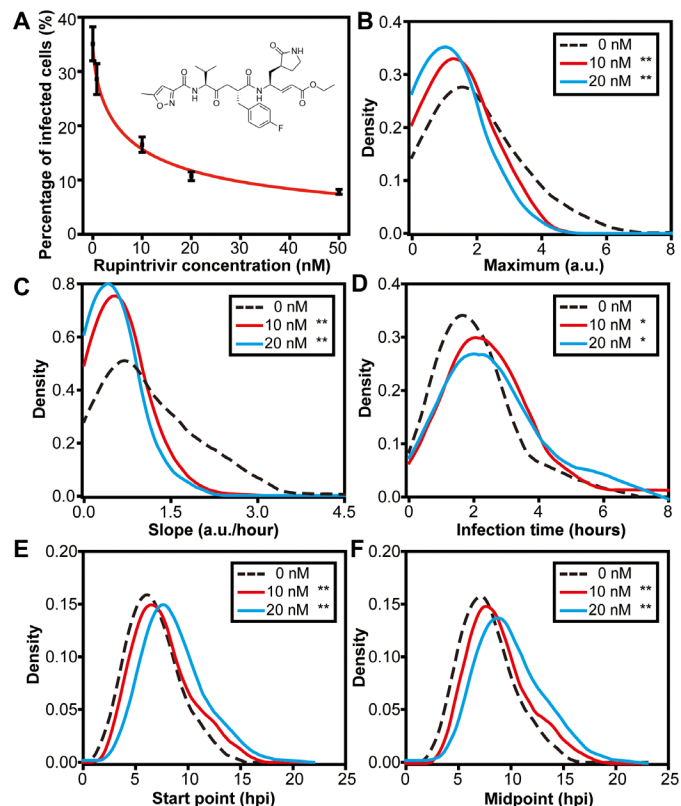 A
Percentage of infected cells (%)
40
30
20
10
0
0
10
20
30
40
50
Rupintrivir concentration (nM)
O
NH
O
O
O
H
N
O
N
O
N
H
O
O
F
B
Density
0.3
0.2
0.1
0.0
0
2
4
6
8
Maximum (a.u.)
0 nM
10 nM **
20 nM **
C
Density
0.8
0.6
0.4
0.2
0.0
0.0
1.5
3.0
4.5
Slope (a.u./hour)
0 nM
10 nM **
20 nM **
D
Density
0.4
0.3
0.2
0.1
0.0
0
2
4
6
8
Infection time (hours)
0 nM
10 nM *
20 nM *
E
Density
0.20
0.15
0.10
0.05
0.00
0
5
10
15
20
25
Start point (hpi)
0 nM
10 nM **
20 nM **
F
Density
0.20
0.15
0.10
0.05
0.00
0
5
10
15
20
25
Midpoint (hpi)
0 nM
10 nM **
20 nM **